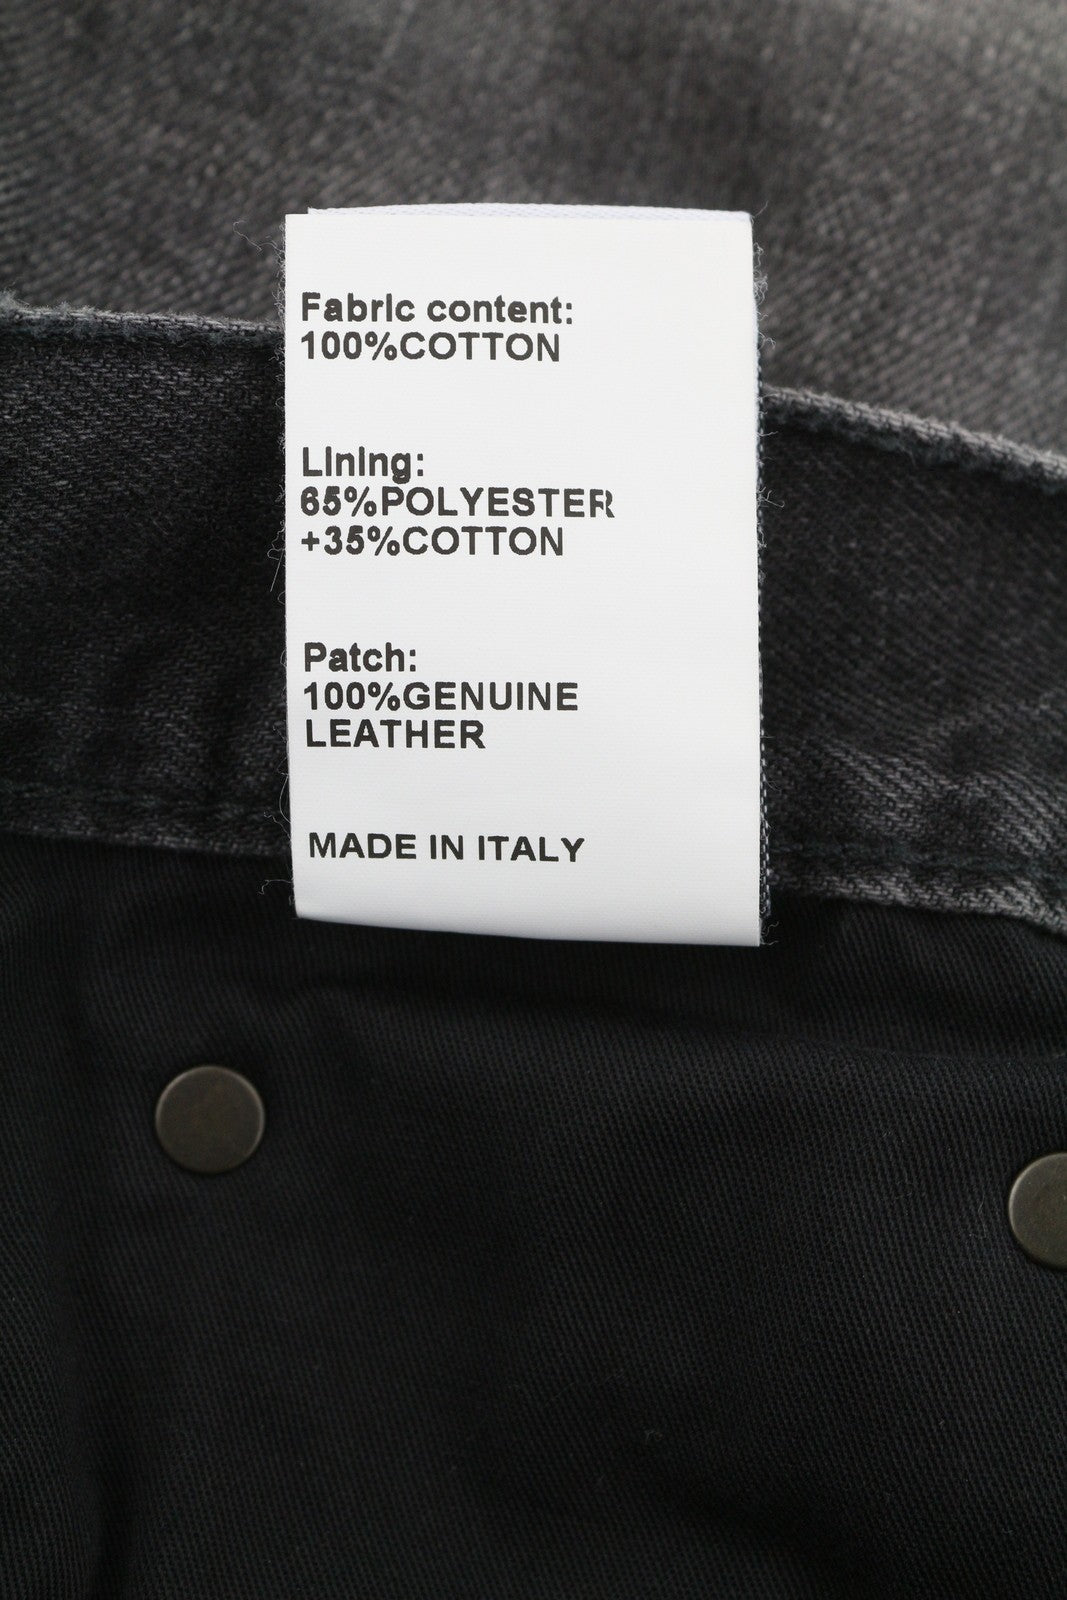 Fabric content:
100%COTTON
Lining:
65%POLYESTER
+35%COTTON
Patch:
100%GENUINE
LEATHER
MADE IN ITALY